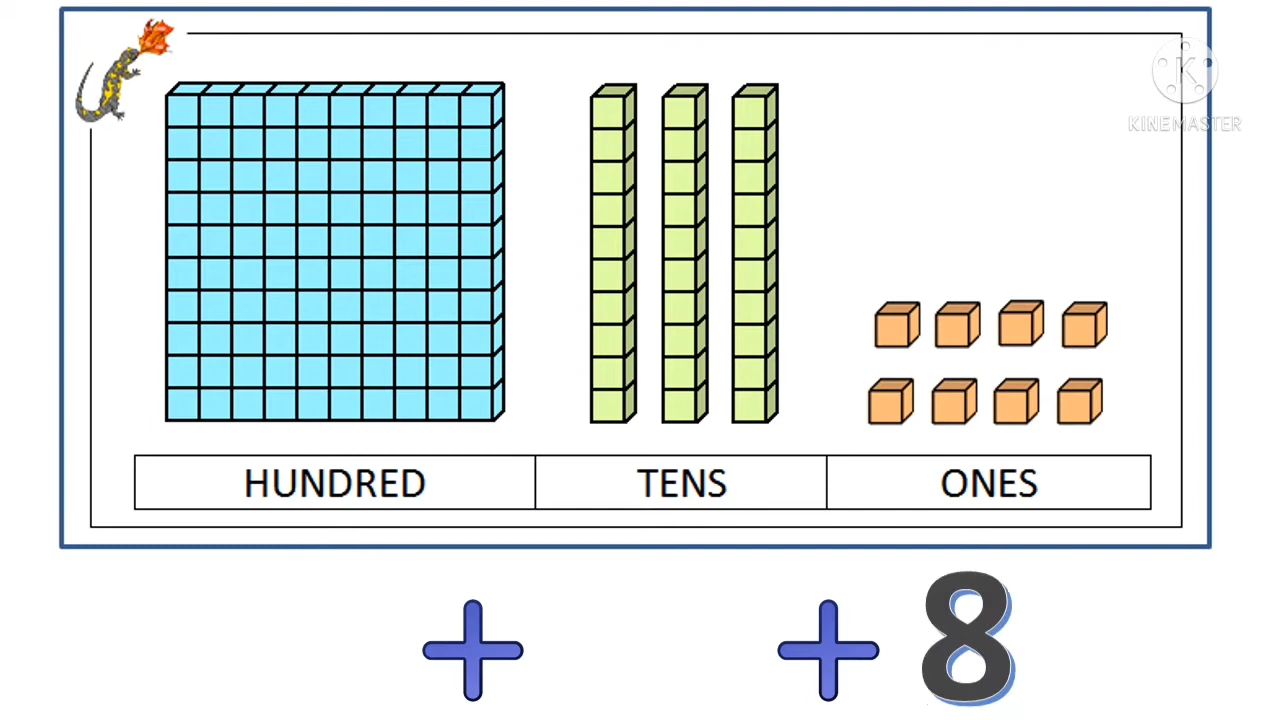 KINEMASTER
HUNDRED TENS ONES
+ + 8